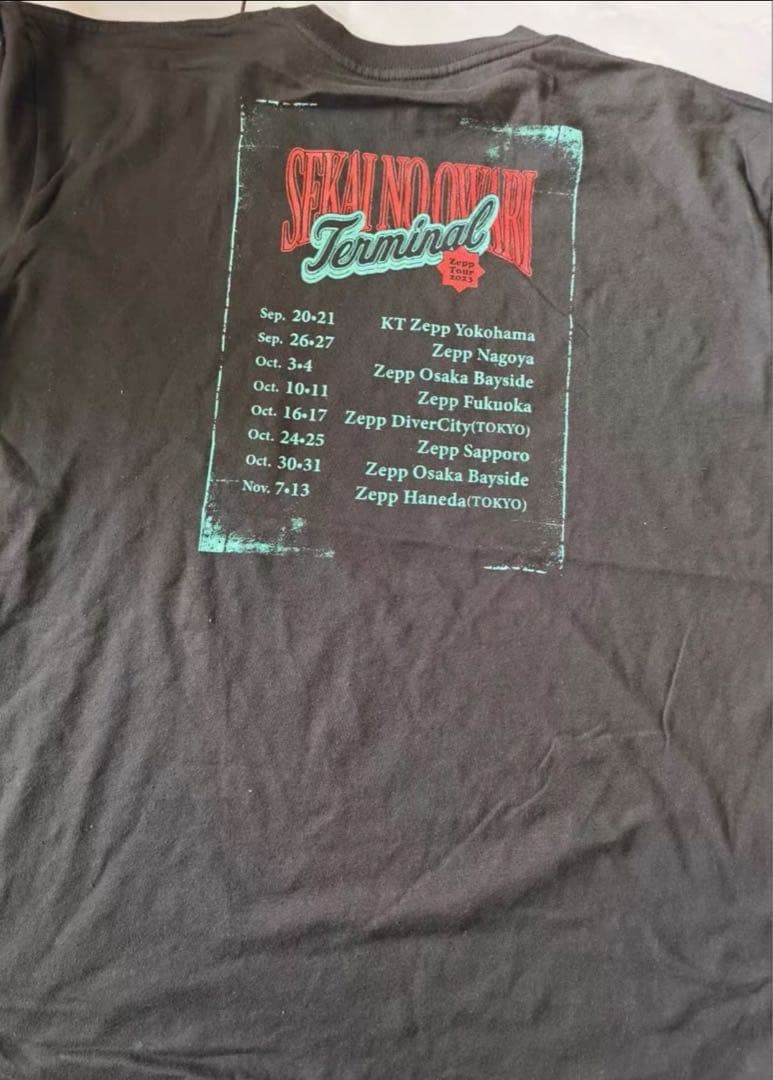 SEKAI NO OWARI
Terminal
Zepp
Tour
2023
Sep. 20•21 KT Zepp Yokohama
Sep. 26•27 Zepp Nagoya
Oct. 3•4 Zepp Osaka Bayside
Oct. 10•11 Zepp Fukuoka
Oct. 16•17 Zepp DiverCity(TOKYO)
Oct. 24•25 Zepp Sapporo
Oct. 30•31 Zepp Osaka Bayside
Nov. 7•13 Zepp Haneda(TOKYO)